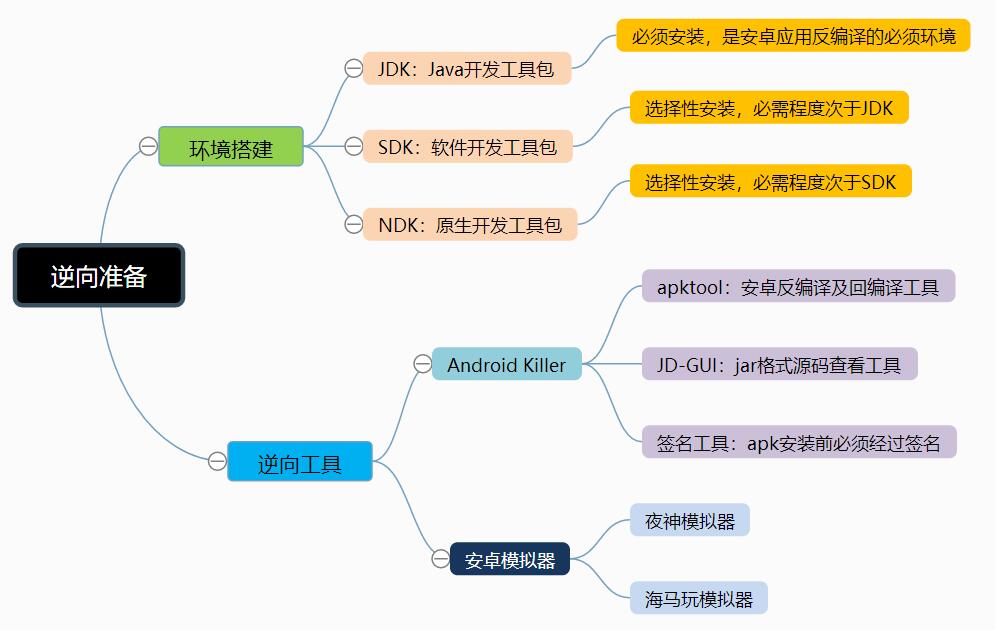 逆向准备
环境搭建
JDK：Java开发工具包
必须安装，是安卓应用反编译的必须环境
SDK：软件开发工具包
选择性安装，必需程度次于JDK
NDK：原生开发工具包
选择性安装，必需程度次于SDK
逆向工具
Android Killer
apktool：安卓反编译及回编译工具
JD-GUI：jar格式源码查看工具
签名工具：apk安装前必须经过签名
安卓模拟器
夜神模拟器
海马玩模拟器